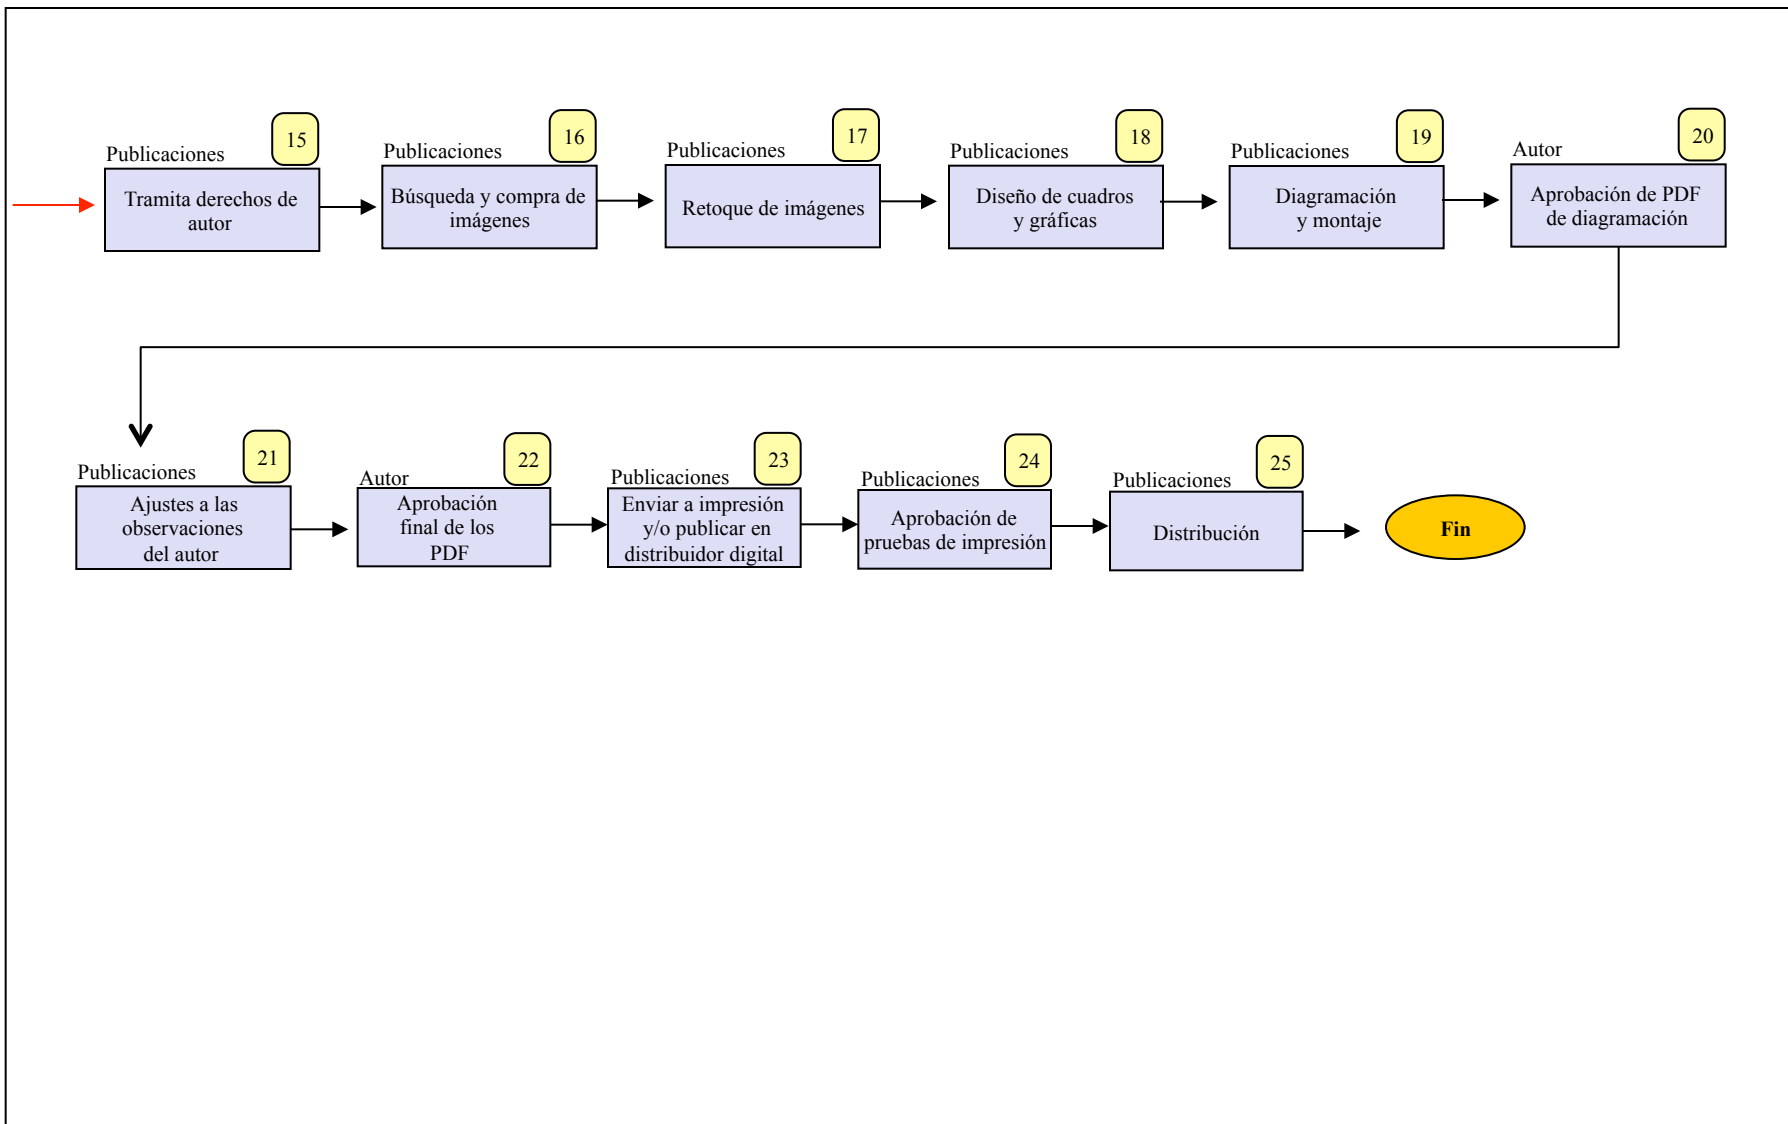 15
Publicaciones
Tramita derechos de
autor
16
Publicaciones
Búsqueda y compra de
imágenes
17
Publicaciones
Retoque de imágenes
18
Publicaciones
Diseño de cuadros
y gráficas
19
Publicaciones
Diagramación
y montaje
20
Autor
Aprobación de PDF
de diagramación
21
Publicaciones
Ajustes a las
observaciones
del autor
22
Autor
Aprobación
final de los
PDF
23
Publicaciones
Enviar a impresión
y/o publicar en
distribuidor digital
24
Publicaciones
Aprobación de
pruebas de impresión
25
Publicaciones
Distribución
Fin